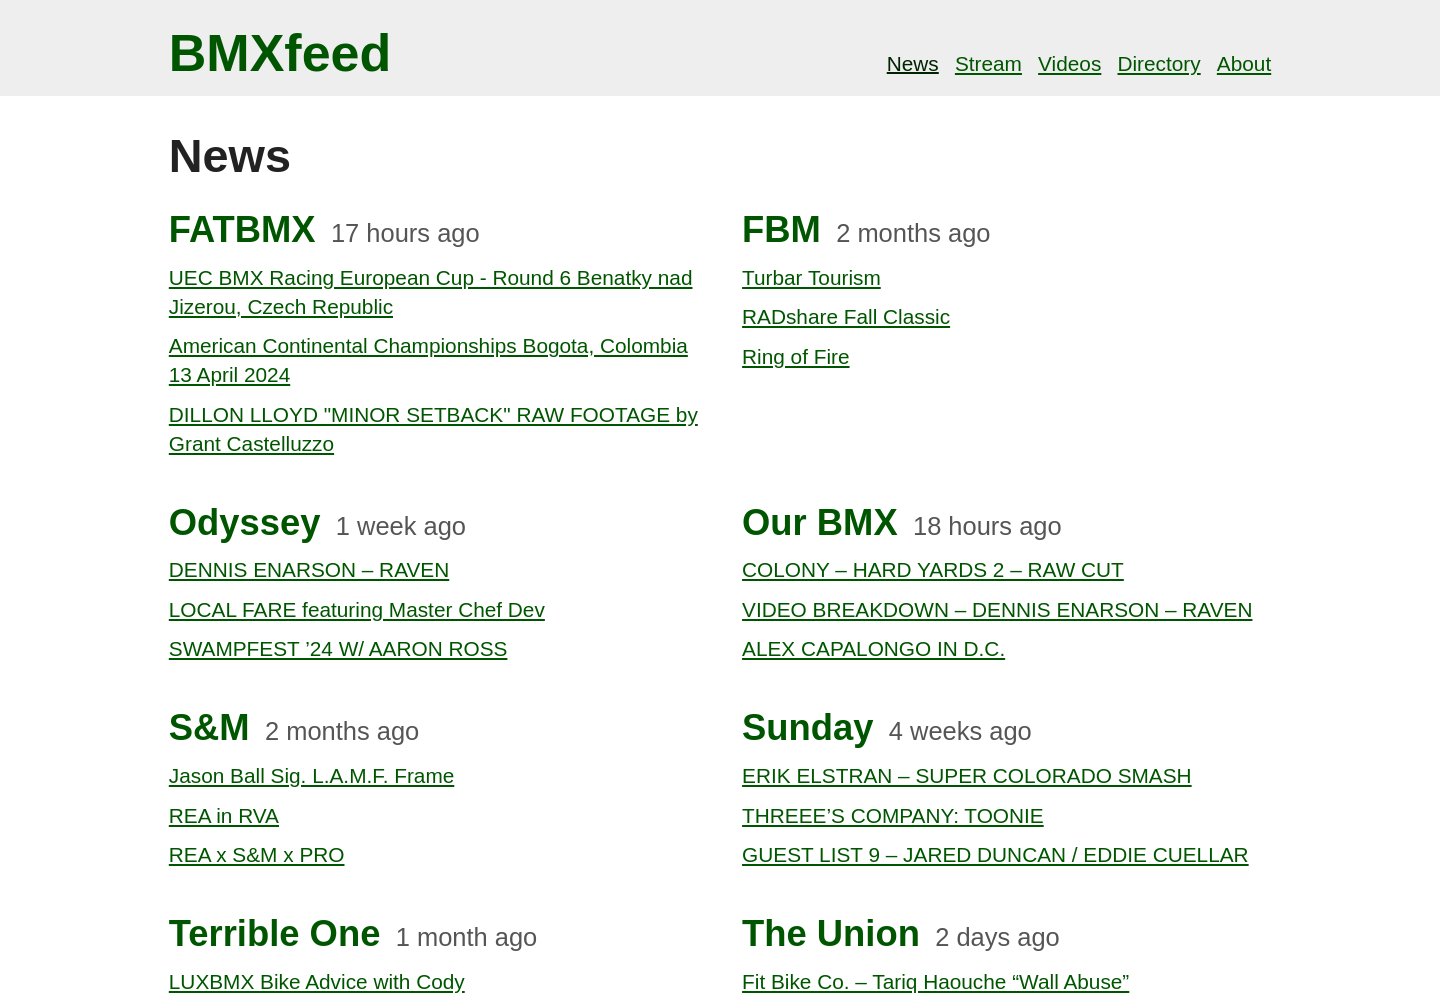 BMXfeed
News Stream Videos Directory About
News
FATBMX 17 hours ago
UEC BMX Racing European Cup - Round 6 Benatky nad
Jizerou, Czech Republic
American Continental Championships Bogota, Colombia
13 April 2024
DILLON LLOYD "MINOR SETBACK" RAW FOOTAGE by
Grant Castelluzzo
FBM 2 months ago
Turbar Tourism
RADshare Fall Classic
Ring of Fire
Odyssey 1 week ago
DENNIS ENARSON – RAVEN
LOCAL FARE featuring Master Chef Dev
SWAMPFEST ’24 W/ AARON ROSS
Our BMX 18 hours ago
COLONY – HARD YARDS 2 – RAW CUT
VIDEO BREAKDOWN – DENNIS ENARSON – RAVEN
ALEX CAPALONGO IN D.C.
S&M 2 months ago
Jason Ball Sig. L.A.M.F. Frame
REA in RVA
REA x S&M x PRO
Sunday 4 weeks ago
ERIK ELSTRAN – SUPER COLORADO SMASH
THREEE’S COMPANY: TOONIE
GUEST LIST 9 – JARED DUNCAN / EDDIE CUELLAR
Terrible One 1 month ago
LUXBMX Bike Advice with Cody
The Union 2 days ago
Fit Bike Co. – Tariq Haouche “Wall Abuse”